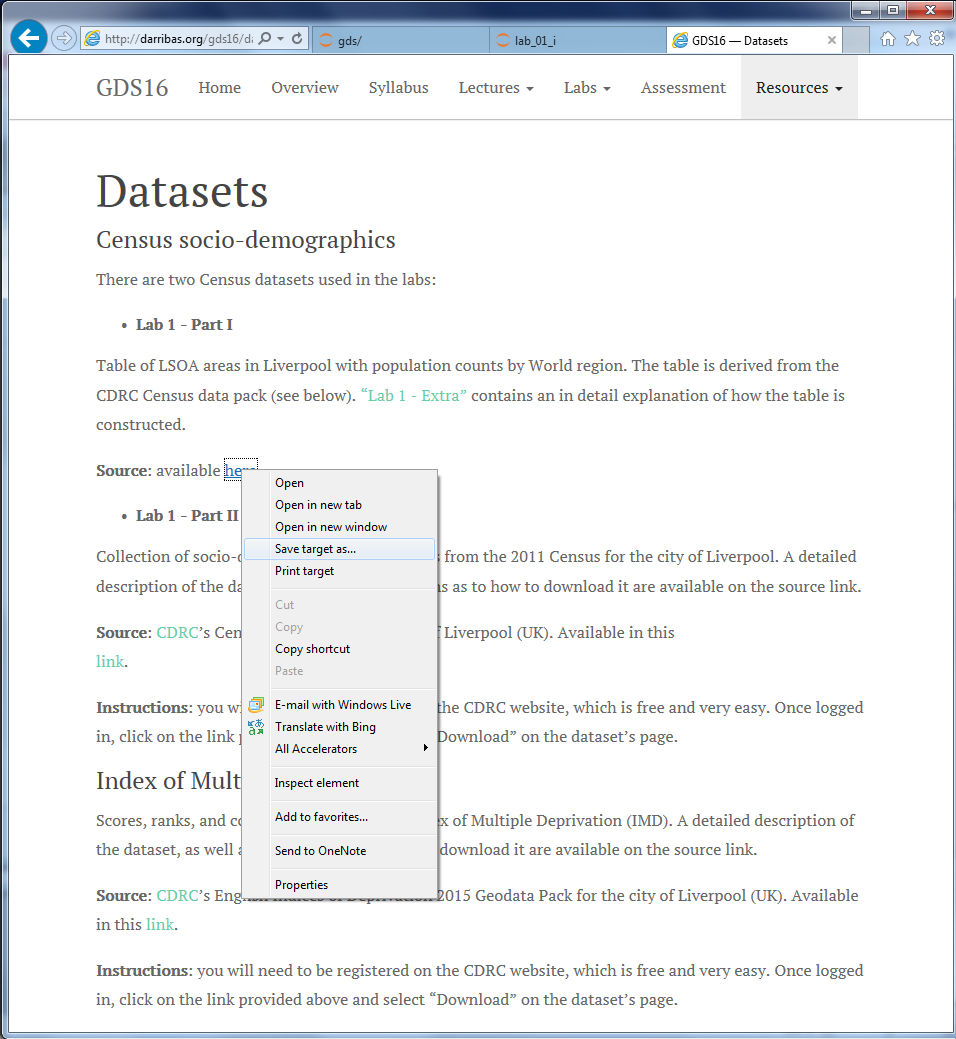 http://darribas.org/gds16/da
gds/
lab_01_i
GDS16 — Datasets
GDS16
Home
Overview
Syllabus
Lectures
Labs
Assessment
Resources
Datasets
Census socio-demographics
There are two Census datasets used in the labs:
• Lab 1 - Part I
Table of LSOA areas in Liverpool with population counts by World region. The table is derived from the
CDRC Census data pack (see below). “Lab 1 - Extra” contains an in detail explanation of how the table is
constructed.
Source: available here
• Lab 1 - Part II
Collection of socio- from the 2011 Census for the city of Liverpool. A detailed
description of the as to how to download it are available on the source link.
Source: CDRC’s Cen Liverpool (UK). Available in this
link.
Instructions: you the CDRC website, which is free and very easy. Once logged
in, click on the link “Download” on the dataset’s page.
Index of Mult
Scores, ranks, and of Multiple Deprivation (IMD). A detailed description of
the dataset, as well download it are available on the source link.
Source: CDRC’s English Indices of Deprivation 2015 Geodata Pack for the city of Liverpool (UK). Available
in this link.
Instructions: you will need to be registered on the CDRC website, which is free and very easy. Once logged
in, click on the link provided above and select “Download” on the dataset’s page.
Open
Open in new tab
Open in new window
Save target as...
Print target
Cut
Copy
Copy shortcut
Paste
E-mail with Windows Live
Translate with Bing
All Accelerators
Inspect element
Add to favorites...
Send to OneNote
Properties